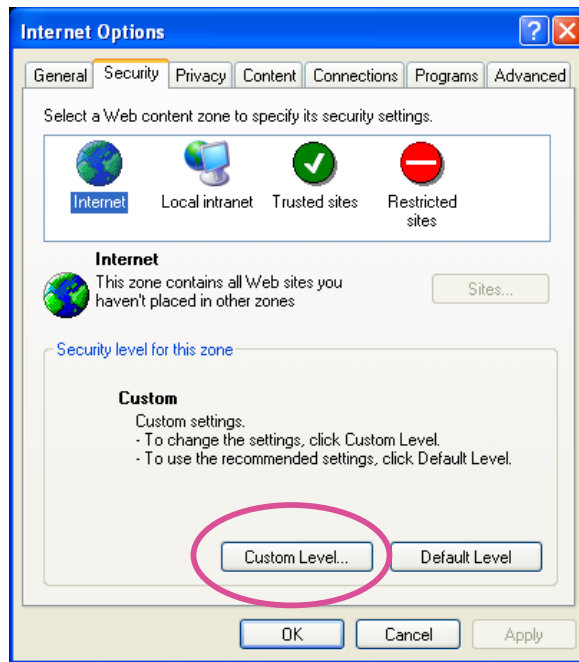 Internet Options
General Security Privacy Content Connections Programs Advanced
Select a Web content zone to specify its security settings.
Internet Local intranet Trusted sites Restricted
sites
Internet
This zone contains all Web sites you
haven't placed in other zones
Sites...
Security level for this zone
Custom
Custom settings.
- To change the settings, click Custom Level.
- To use the recommended settings, click Default Level.
Custom Level... Default Level
OK Cancel Apply